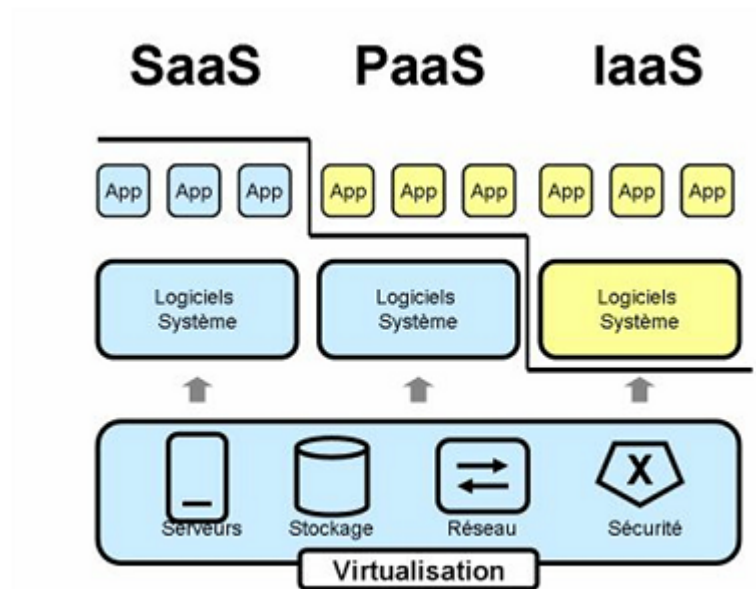 SaaS PaaS IaaS
App App App App App App App App App
Logiciels Logiciels Logiciels
Système Système Système
X
Serveurs Stockage Réseau Sécurité
Virtualisation